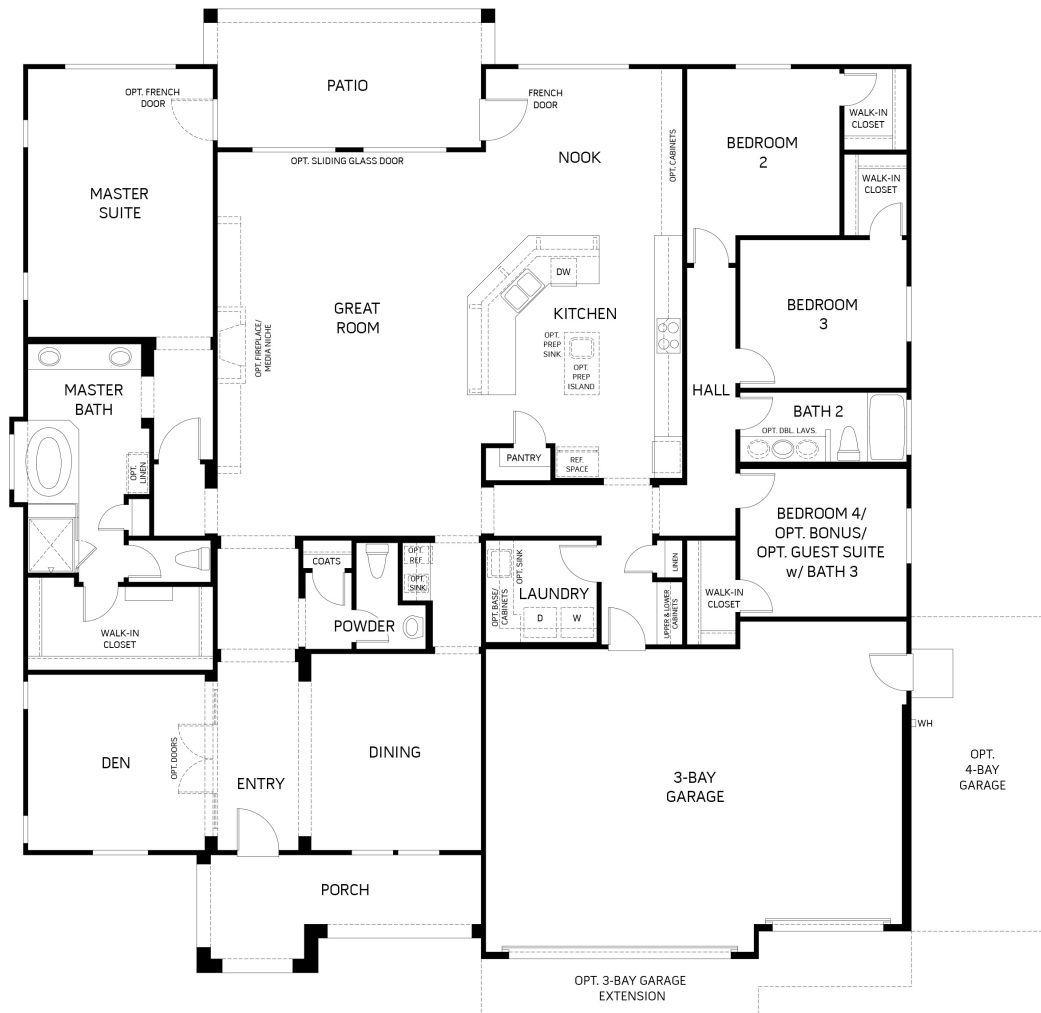 PATIO
OPT. FRENCH
DOOR
FRENCH
DOOR
OPT. SLIDING GLASS DOOR
NOOK
OPT. CABINETS
BEDROOM
2
WALK-IN
CLOSET
WALK-IN
CLOSET
MASTER
SUITE
GREAT
ROOM
OPT. FIREPLACE/
MEDIA NICHE
DW
KITCHEN
OPT.
PREP
SINK
OPT.
PREP
ISLAND
BEDROOM
3
HALL
MASTER
BATH
OPT.
LINEN
BATH 2
OPT. DBL. LAVS.
PANTRY
REF.
SPACE
BEDROOM 4/
OPT. BONUS/
OPT. GUEST SUITE
w/ BATH 3
COATS
OPT.
REF.
OPT.
SINK
POWDER
OPT. BASE/
CABINETS
OPT. SINK
LAUNDRY
D
W
LINEN
UPPER & LOWER
CABINETS
WALK-IN
CLOSET
WALK-IN
CLOSET
DEN
OPT. DOORS
ENTRY
DINING
3-BAY
GARAGE
WH
OPT.
4-BAY
GARAGE
PORCH
OPT. 3-BAY GARAGE
EXTENSION